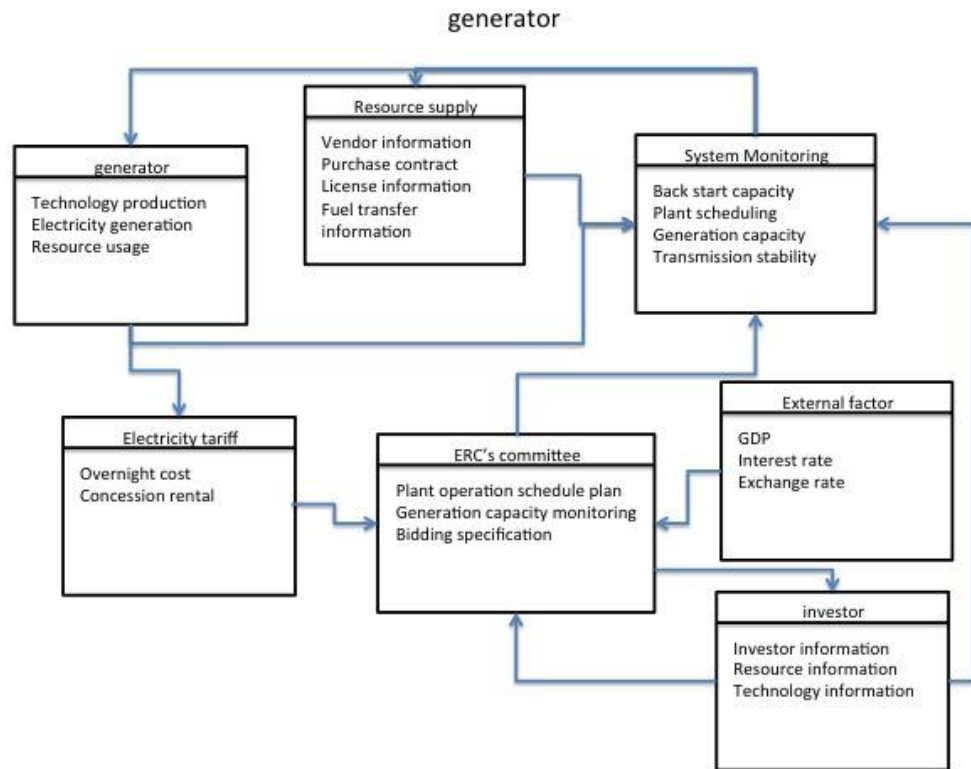 generator
Resource supply
Vendor information
Purchase contract
License information
Fuel transfer
information
generator
Technology production
Electricity generation
Resource usage
System Monitoring
Back start capacity
Plant scheduling
Generation capacity
Transmission stability
Electricity tariff
Overnight cost
Concession rental
ERC's committee
Plant operation schedule plan
Generation capacity monitoring
Bidding specification
External factor
GDP
Interest rate
Exchange rate
investor
Investor information
Resource information
Technology information